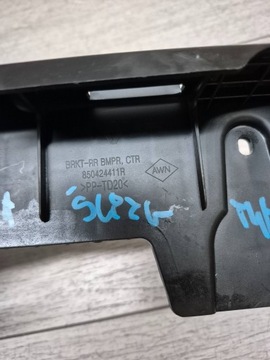 BRKT-RR BMPR, CTR
850424411R
>PP-TD20<
AWN